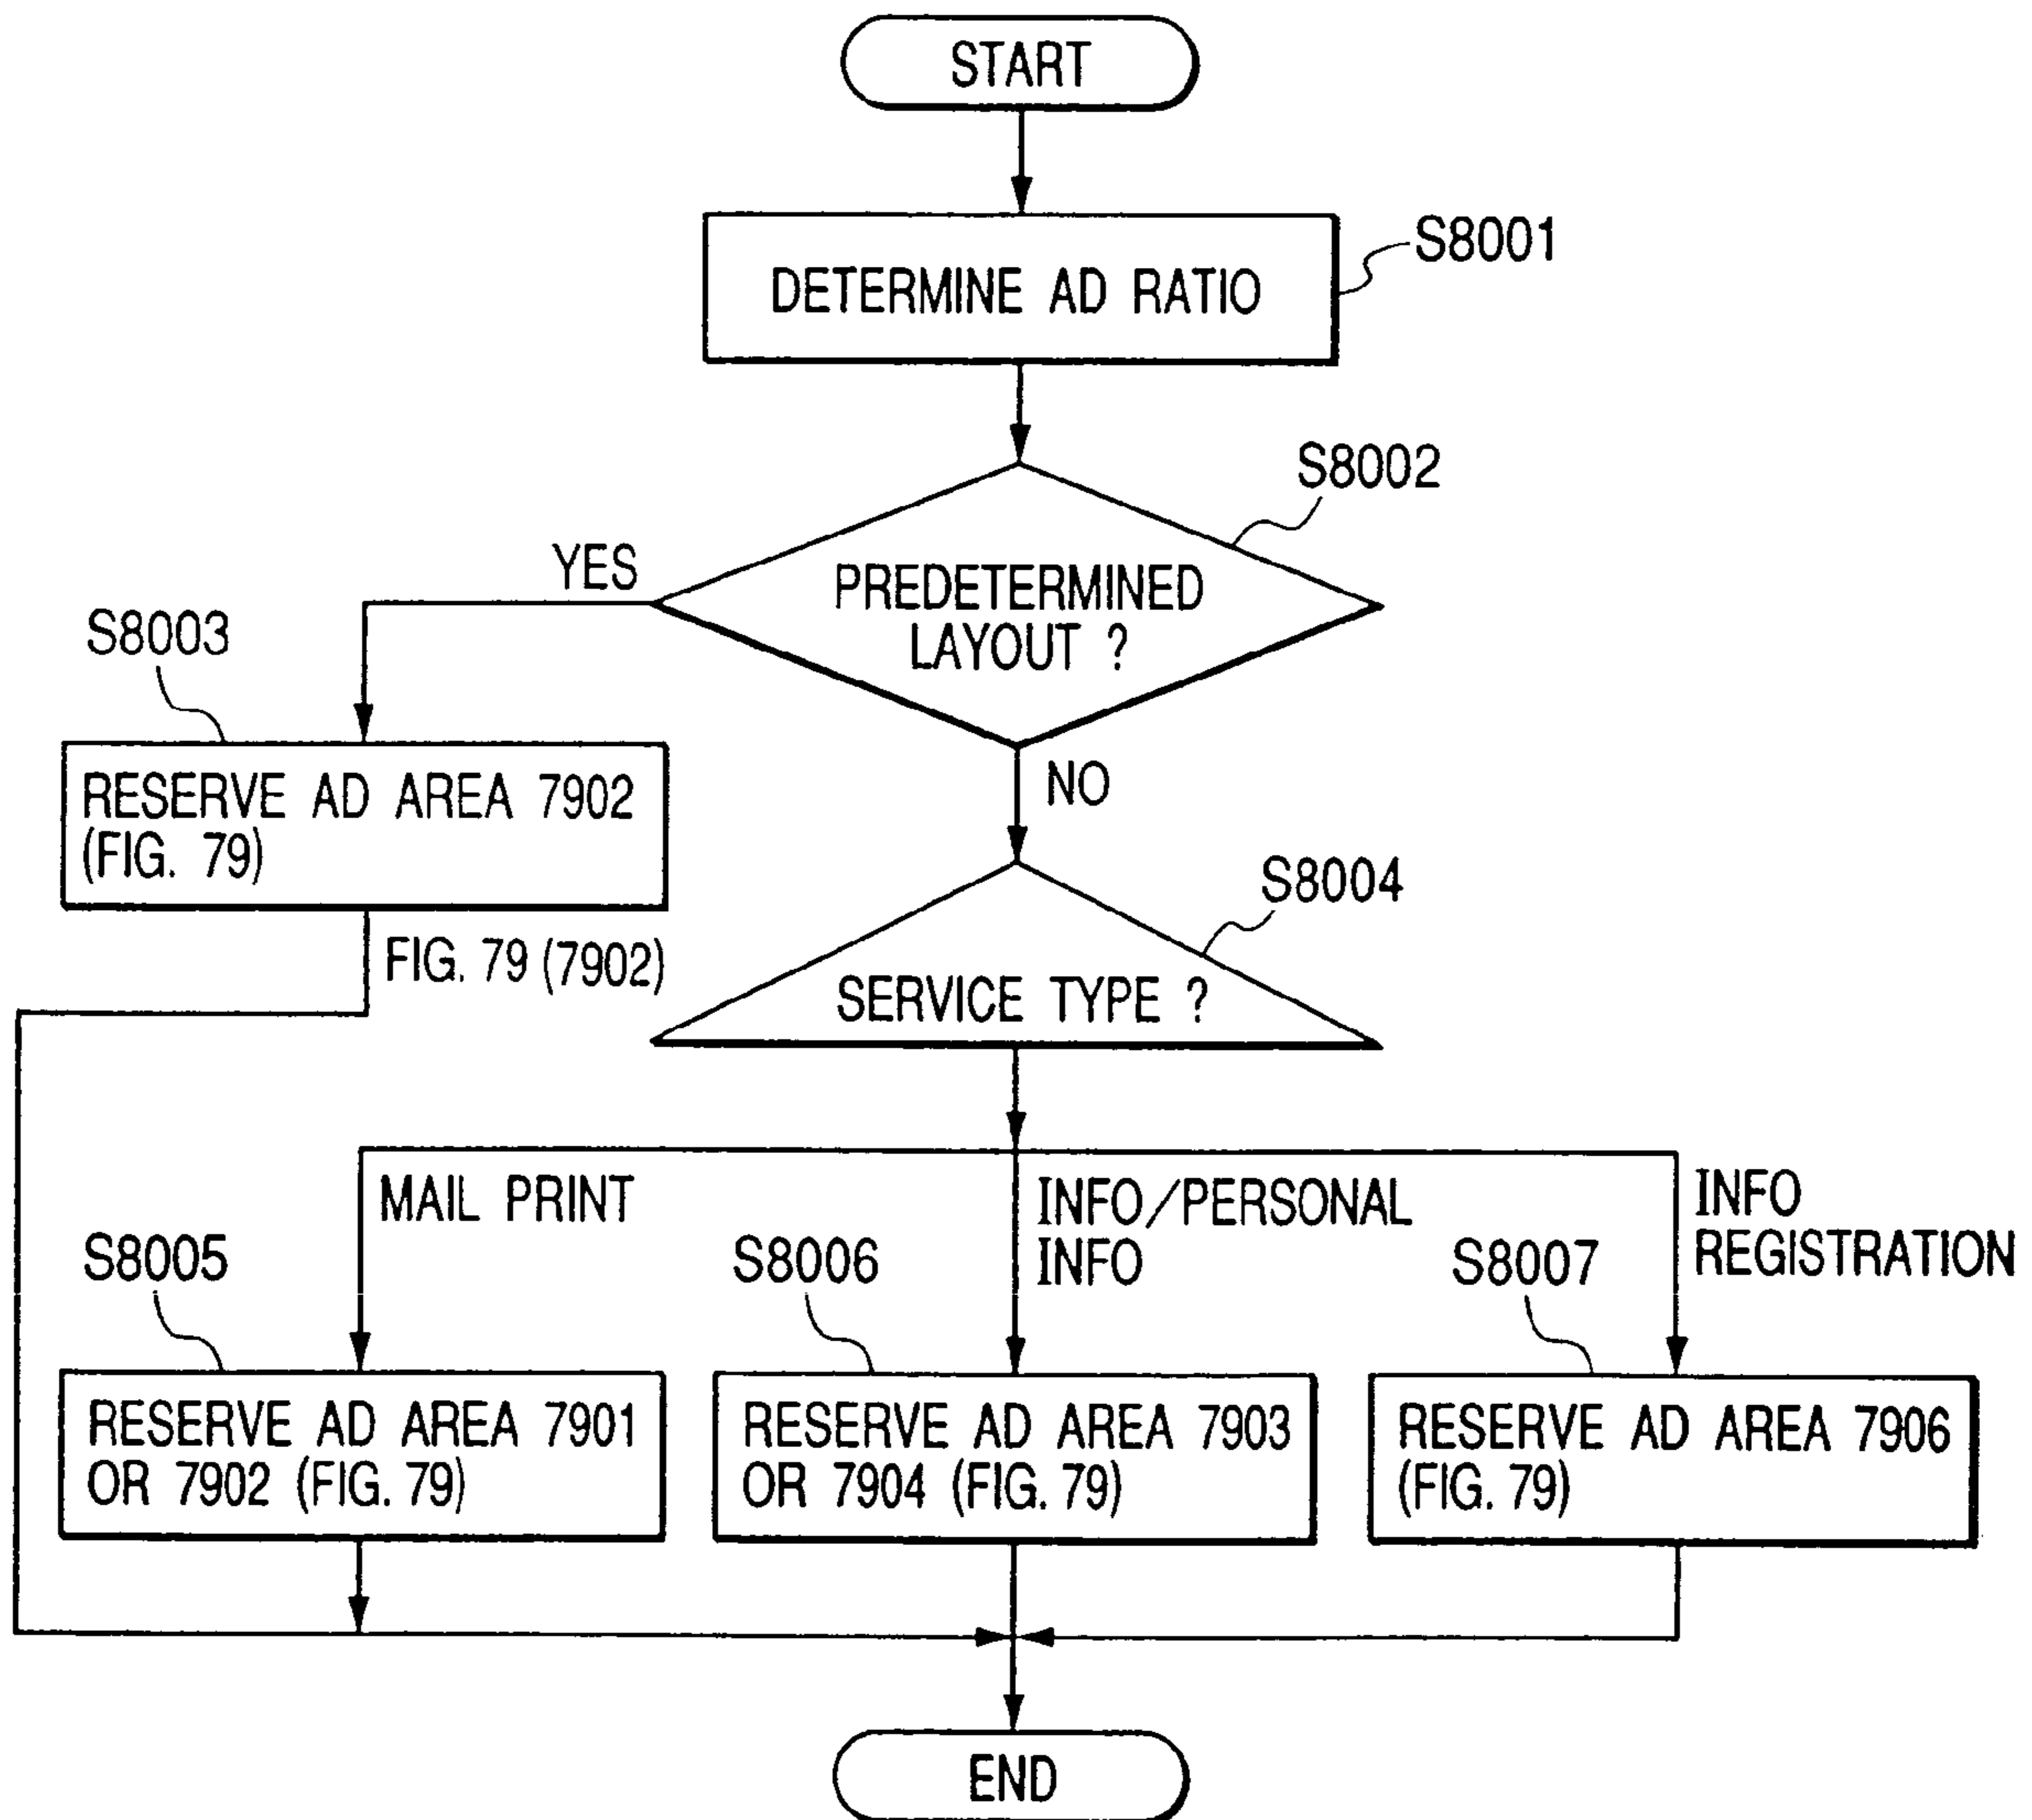 START
DETERMINE AD RATIO
S8001
S8002
PREDETERMINED
LAYOUT ?
YES
NO
S8003
RESERVE AD AREA 7902
(FIG. 79)
FIG. 79 (7902)
S8004
SERVICE TYPE ?
MAIL PRINT
INFO/PERSONAL
INFO
INFO
REGISTRATION
S8005
RESERVE AD AREA 7901
OR 7902 (FIG. 79)
S8006
RESERVE AD AREA 7903
OR 7904 (FIG. 79)
S8007
RESERVE AD AREA 7906
(FIG. 79)
END